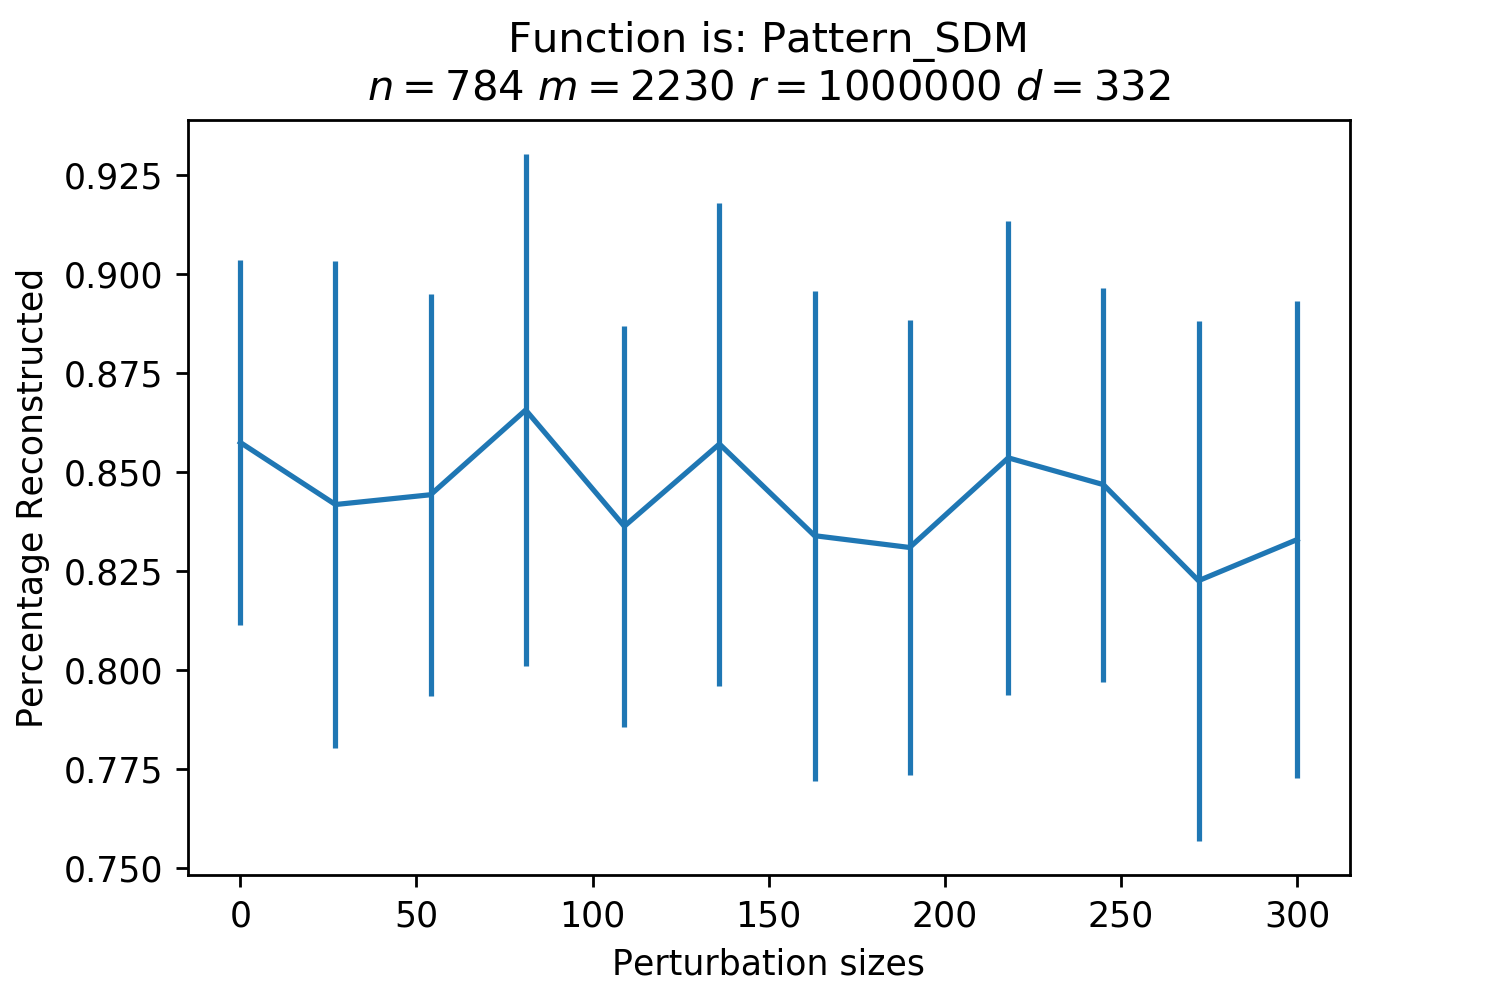 Function is: Pattern_SDM
n = 784 m = 2230 r = 1000000 d = 332
Percentage Reconstructed
0.925
0.900
0.875
0.850
0.825
0.800
0.775
0.750
0 50 100 150 200 250 300
Perturbation sizes